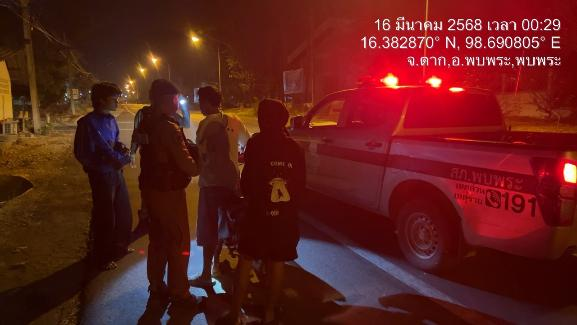 16 มีนาคม 2568 เวลา 00:29
16.382870° N, 98.690805° E
จ.ตาก,อ.พบพระ,พบพระ
COME IN
สภ.พบพระ
191